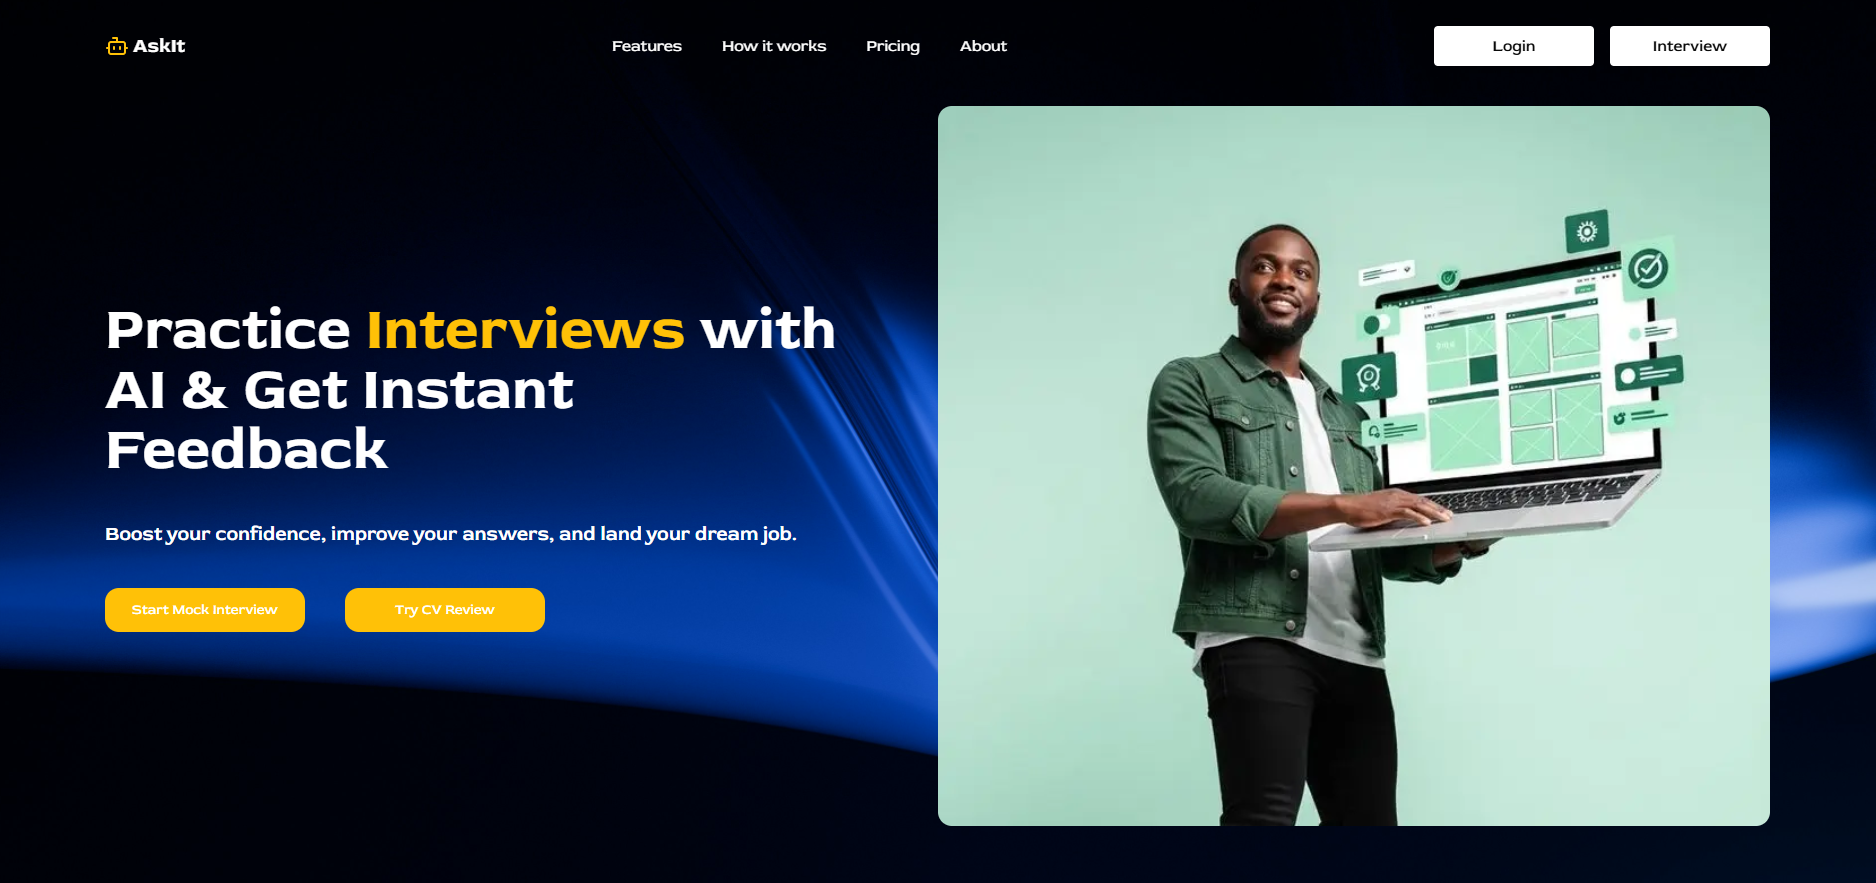 AskIt
Features
How it works
Pricing
About
Login
Interview
Practice Interviews with
AI & Get Instant
Feedback
Boost your confidence, improve your answers, and land your dream job.
Start Mock Interview
Try CV Review